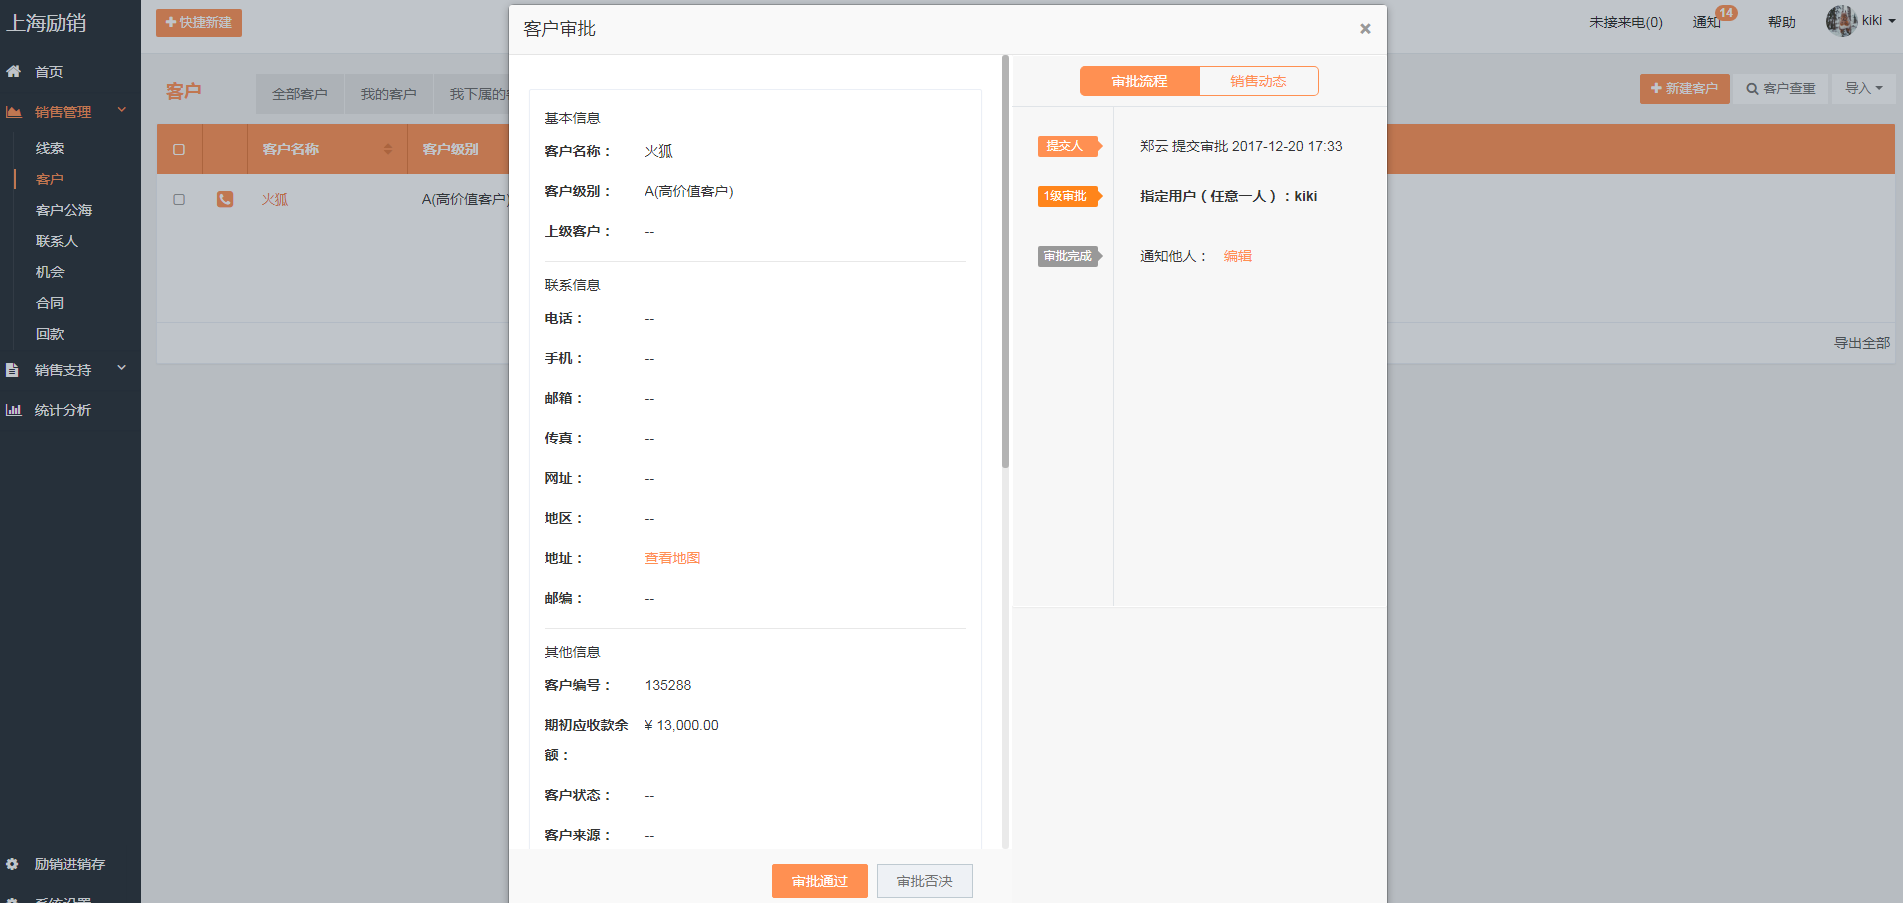 上海励销
快捷新建
未接来电(0)
通知
14
帮助
kiki
首页
销售管理
线索
客户
客户公海
联系人
机会
合同
回款
销售支持
统计分析
励销进销存
客户
全部客户
我的客户
我下属的
新建客户
客户查重
导入
客户名称
客户级别
火狐
A(高价值客户)
导出全部
客户审批
×
基本信息
客户名称： 火狐
客户级别： A(高价值客户)
上级客户： --
联系信息
电话： --
手机： --
邮箱： --
传真： --
网址： --
地区： --
地址： 查看地图
邮编： --
其他信息
客户编号： 135288
期初应收款余 ¥ 13,000.00
额：
客户状态： --
客户来源： --
审批通过
审批否决
审批流程
销售动态
提交人 郑云 提交审批 2017-12-20 17:33
1级审批 指定用户（任意一人）：kiki
审批完成 通知他人： 编辑